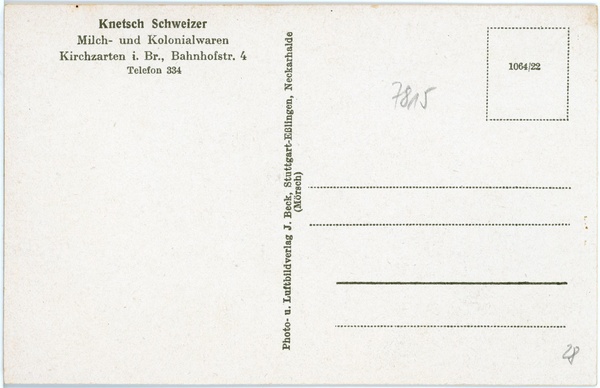 Knetsch Schweizer
Milch- und Kolonialwaren
Kirchzarten i. Br., Bahnhofstr. 4
Telefon 334
Photo- u. Luftbildverlag J. Beck, Stuttgart-Eßlingen, Neckarhalde
(Mörsch)
1064/22
7815
28